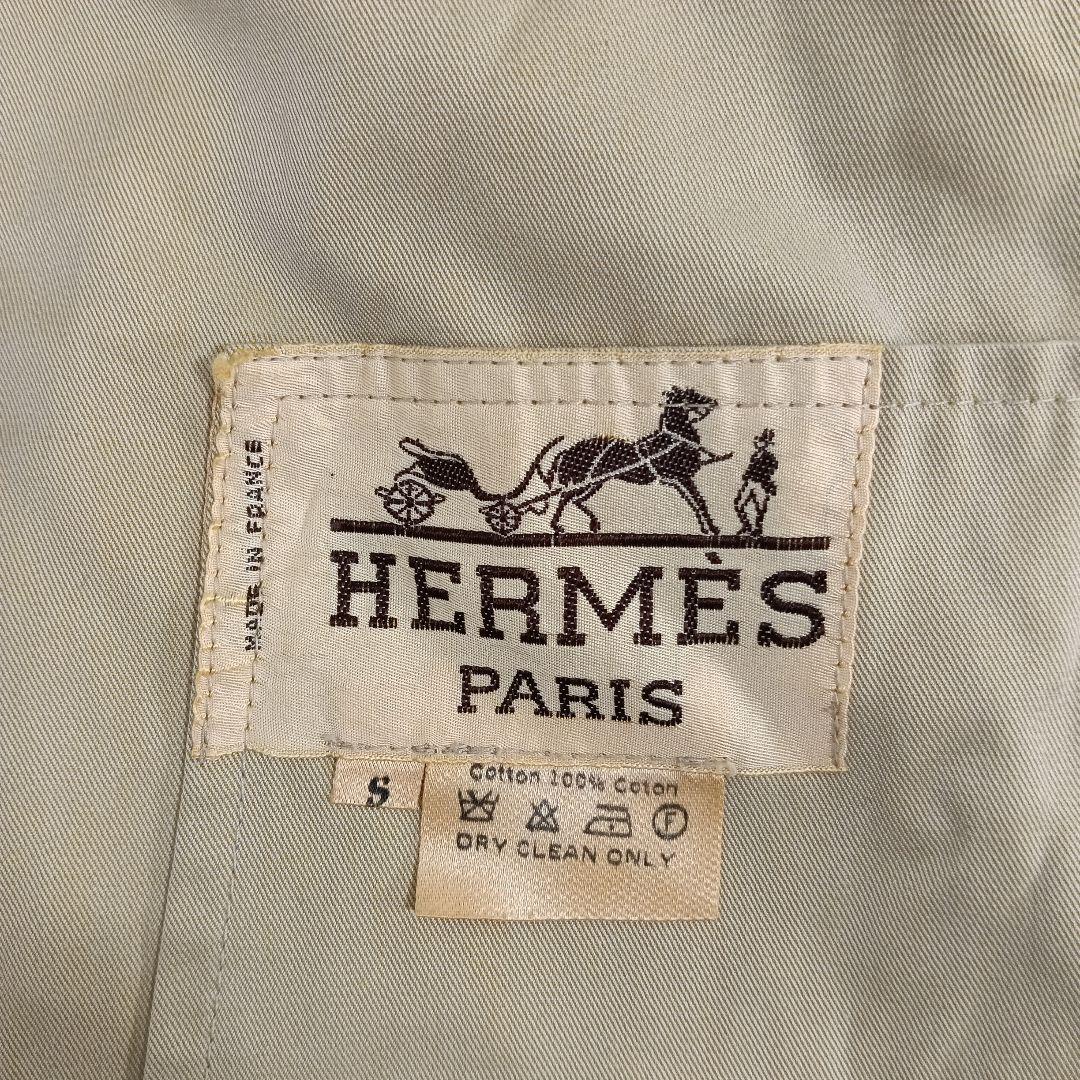 MADE IN FRANCE
HERMÈS
PARIS
S
Cotton 100% Coton
F
DRY CLEAN ONLY